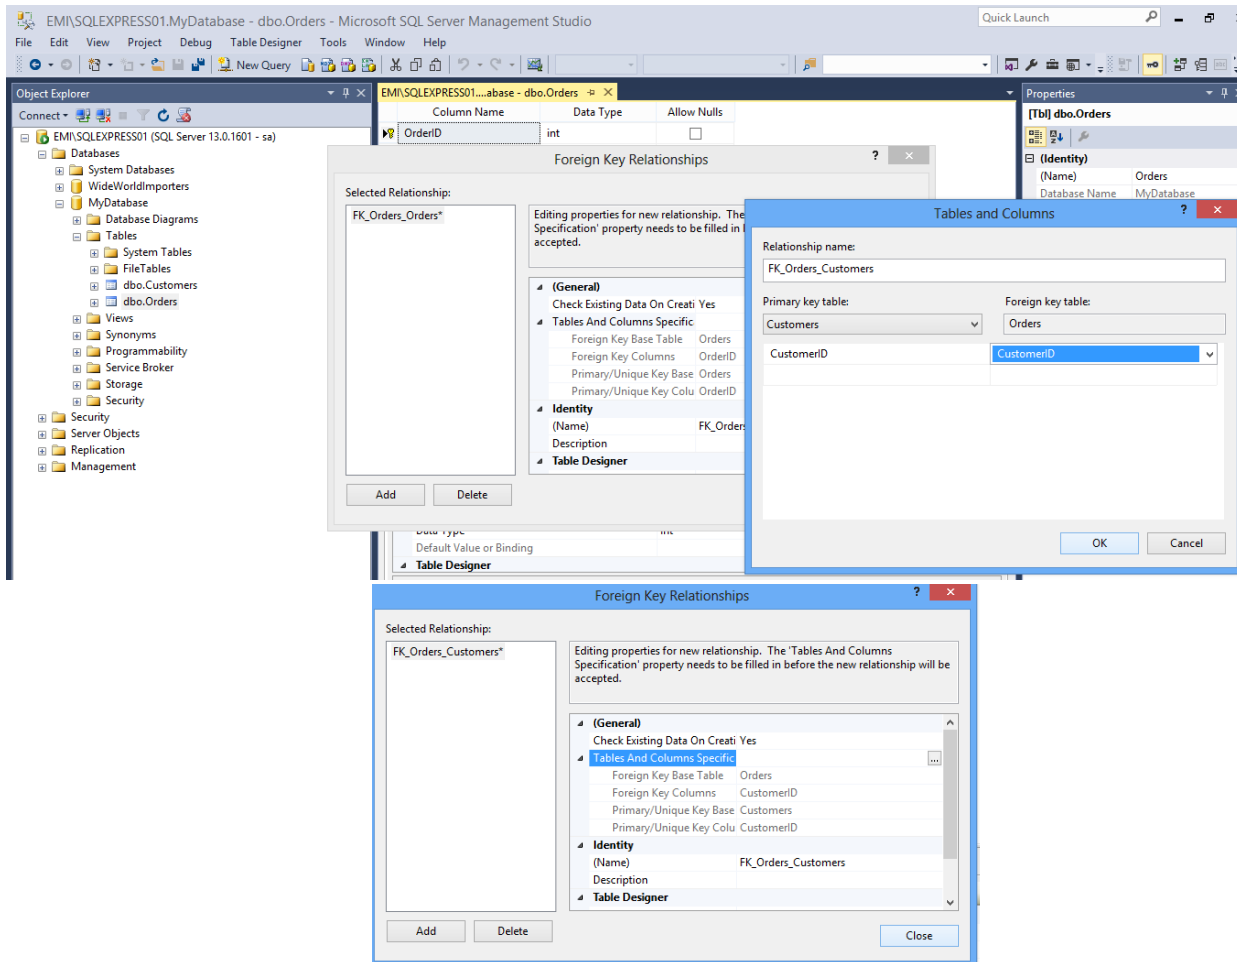 EMI\SQLEXPRESS01.MyDatabase - dbo.Orders - Microsoft SQL Server Management Studio
Quick Launch
File Edit View Project Debug Table Designer Tools Window Help
New Query
Object Explorer
Connect
EMI\SQLEXPRESS01 (SQL Server 13.0.1601 - sa)
Databases
System Databases
WideWorldImporters
MyDatabase
Database Diagrams
Tables
System Tables
FileTables
dbo.Customers
dbo.Orders
Views
Synonyms
Programmability
Service Broker
Storage
Security
Security
Server Objects
Replication
Management
EMI\SQLEXPRESS01....abase - dbo.Orders
Column Name Data Type Allow Nulls
OrderID int
Properties
[Tbl] dbo.Orders
(Identity)
(Name) Orders
Database Name MyDatabase
Foreign Key Relationships ?
Selected Relationship:
FK_Orders_Orders*
Editing properties for new relationship. The
Specification' property needs to be filled in
accepted.
(General)
Check Existing Data On Creati Yes
Tables And Columns Specific
Foreign Key Base Table Orders
Foreign Key Columns OrderID
Primary/Unique Key Base Orders
Primary/Unique Key Colu OrderID
Identity
(Name) FK_Orders
Description
Table Designer
Add Delete
Data Type int
Default Value or Binding
Table Designer
Tables and Columns ?
Relationship name:
FK_Orders_Customers
Primary key table: Foreign key table:
Customers Orders
CustomerID CustomerID
OK Cancel
Foreign Key Relationships ?
Selected Relationship:
FK_Orders_Customers*
Editing properties for new relationship. The 'Tables And Columns
Specification' property needs to be filled in before the new relationship will be
accepted.
(General)
Check Existing Data On Creati Yes
Tables And Columns Specific ...
Foreign Key Base Table Orders
Foreign Key Columns CustomerID
Primary/Unique Key Base Customers
Primary/Unique Key Colu CustomerID
Identity
(Name) FK_Orders_Customers
Description
Table Designer
Add Delete
Close